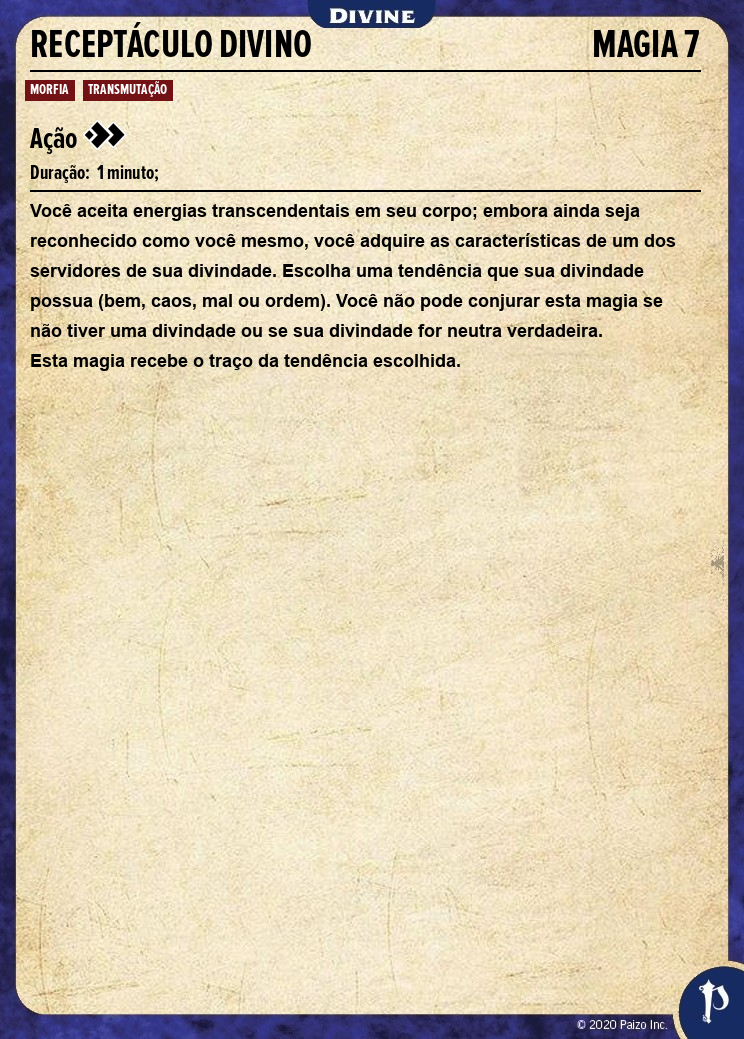 DIVINE
RECEPTÁCULO DIVINO MAGIA 7
MORFIA TRANSMUTAÇÃO
Ação
Duração: 1 minuto;
Você aceita energias transcendentais em seu corpo; embora ainda seja
reconhecido como você mesmo, você adquire as características de um dos
servidores de sua divindade. Escolha uma tendência que sua divindade
possua (bem, caos, mal ou ordem). Você não pode conjurar esta magia se
não tiver uma divindade ou se sua divindade for neutra verdadeira.
Esta magia recebe o traço da tendência escolhida.
© 2020 Paizo Inc.
P